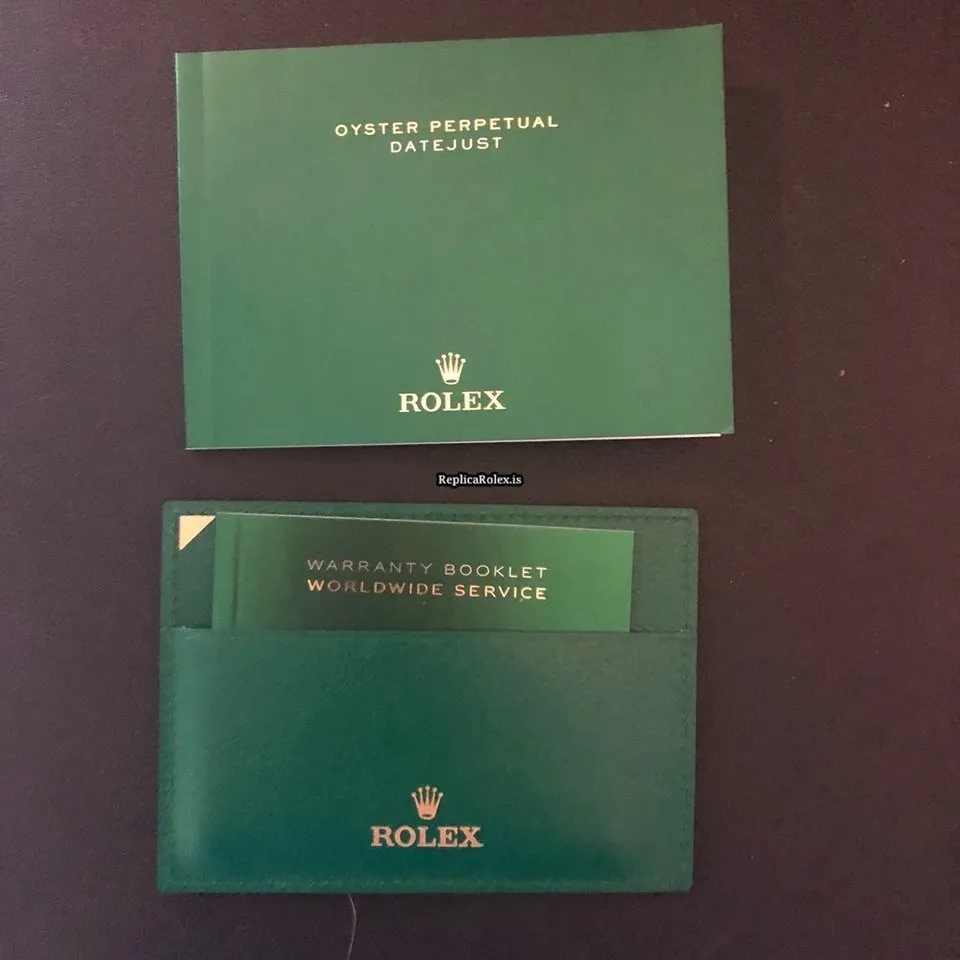 OYSTER PERPETUAL
DATEJUST
ROLEX
ReplicaRolex.is
WARRANTY BOOKLET
WORLDWIDE SERVICE
ROLEX